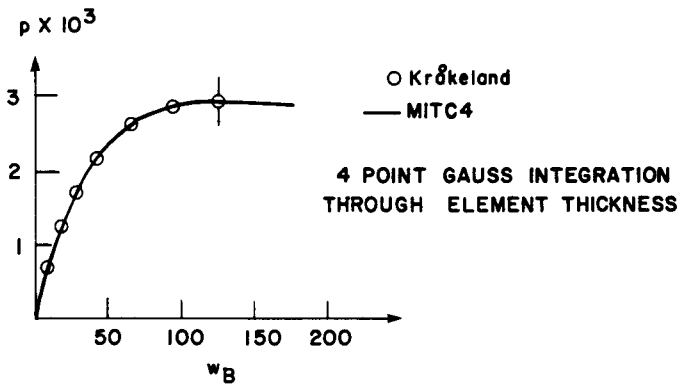 p X 10³
3
2
1
50
100
150
200
w_B
Kråkeland
MITC4
4 POINT GAUSS INTEGRATION
THROUGH ELEMENT THICKNESS